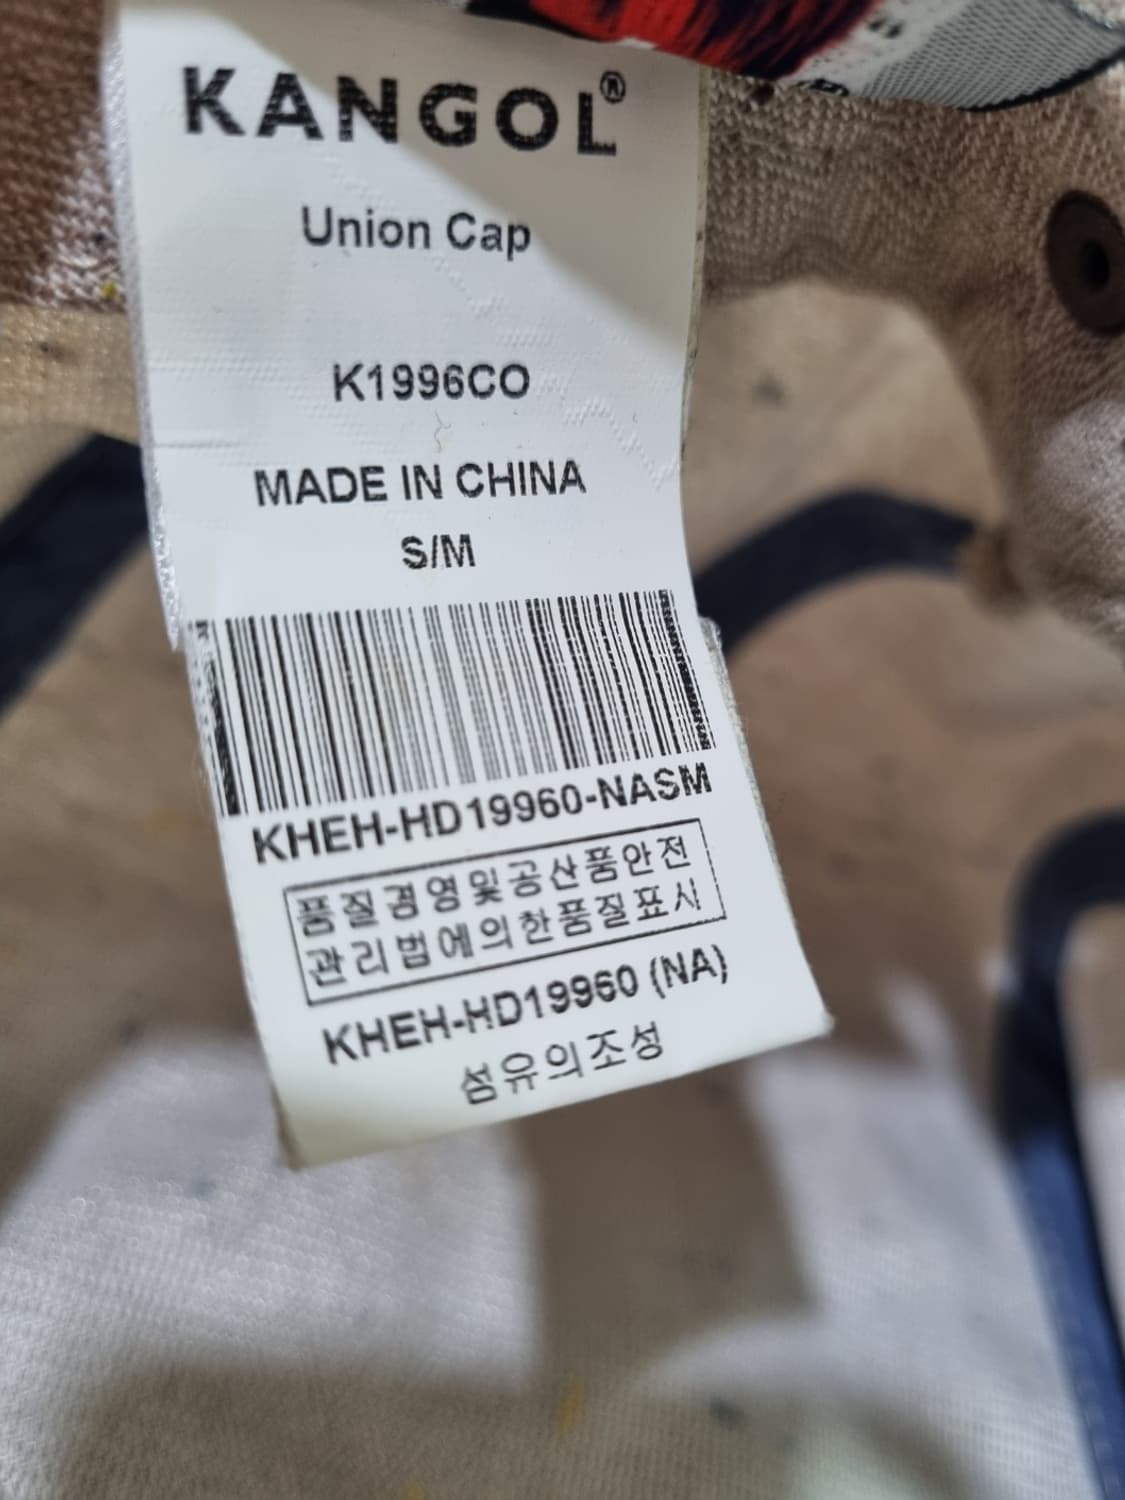 KANGOL®
Union Cap
K1996CO
MADE IN CHINA
S/M
KHEH-HD19960-NASM
품질경영및공산품안전
관리법에의한품질표시
KHEH-HD19960 (NA)
섬유의조성